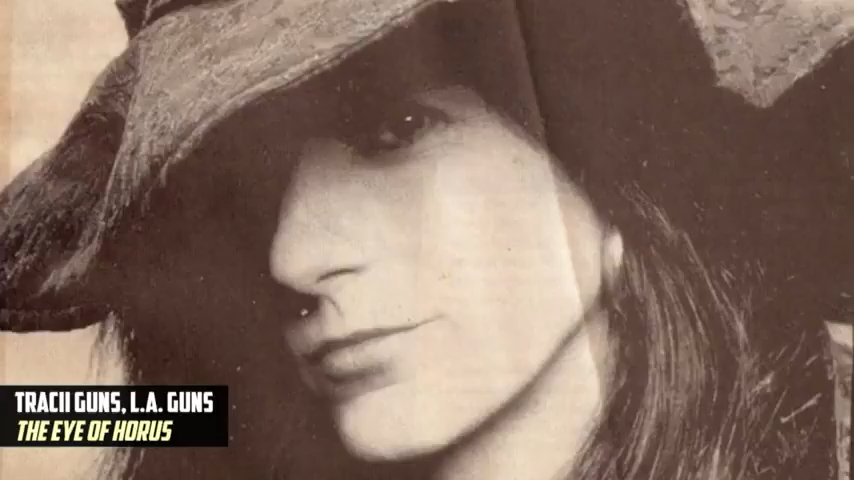 TRACII GUNS, L.A. GUNS
THE EYE OF HORUS